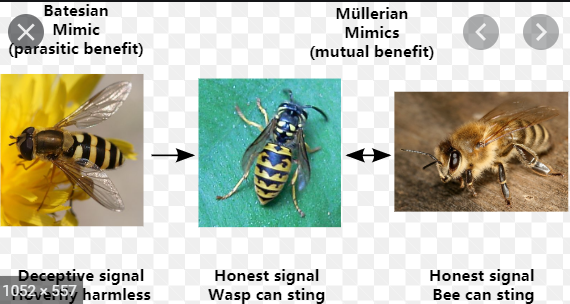 Batesian
Mimic
(parasitic benefit)
Müllerian
Mimics
(mutual benefit)
Deceptive signal
harmless
Honest signal
Wasp can sting
Honest signal
Bee can sting
1052 × 557